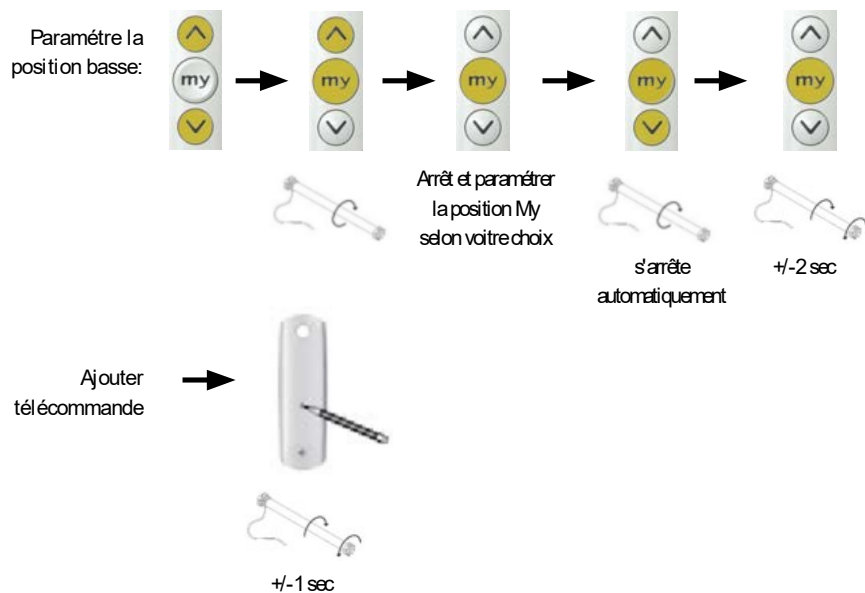 Paramétre la
position basse:
my
my
my
my
my
Arrêt et paramétrer
la position My
selon voitre choix
s'arrête
automatiquement
+/-2 sec
Ajouter
télécommande
+/-1 sec